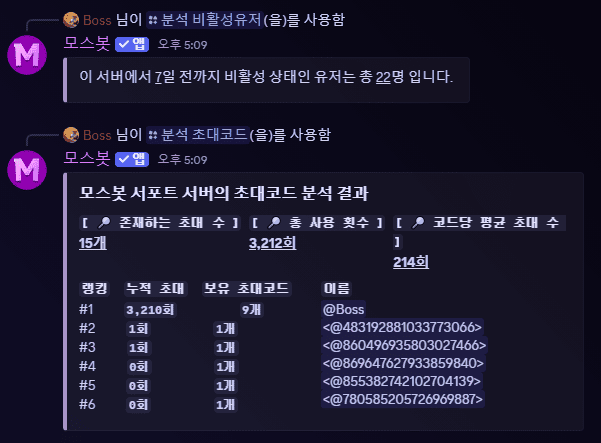 Boss 님이 분석 비활성유저(을)를 사용함
M
모스봇 ✓ 앱 오후 5:09
이 서버에서 7일 전까지 비활성 상태인 유저는 총 22명 입니다.
Boss 님이 분석 초대코드(을)를 사용함
M
모스봇 ✓ 앱 오후 5:09
모스봇 서포트 서버의 초대코드 분석 결과
[ 🔎 존재하는 초대 수 ] [ 🔎 총 사용 횟수 ] [ 🔎 코드당 평균 초대 수 ]
15개 3,212회 214회
랭킹 누적 초대 보유 초대코드 이름
#1 3,210회 9개 @Boss
#2 1회 1개 <@483192881033773066>
#3 1회 1개 <@860496935803027466>
#4 0회 1개 <@869647627933859840>
#5 0회 1개 <@855382742102704139>
#6 0회 1개 <@780585205726969887>